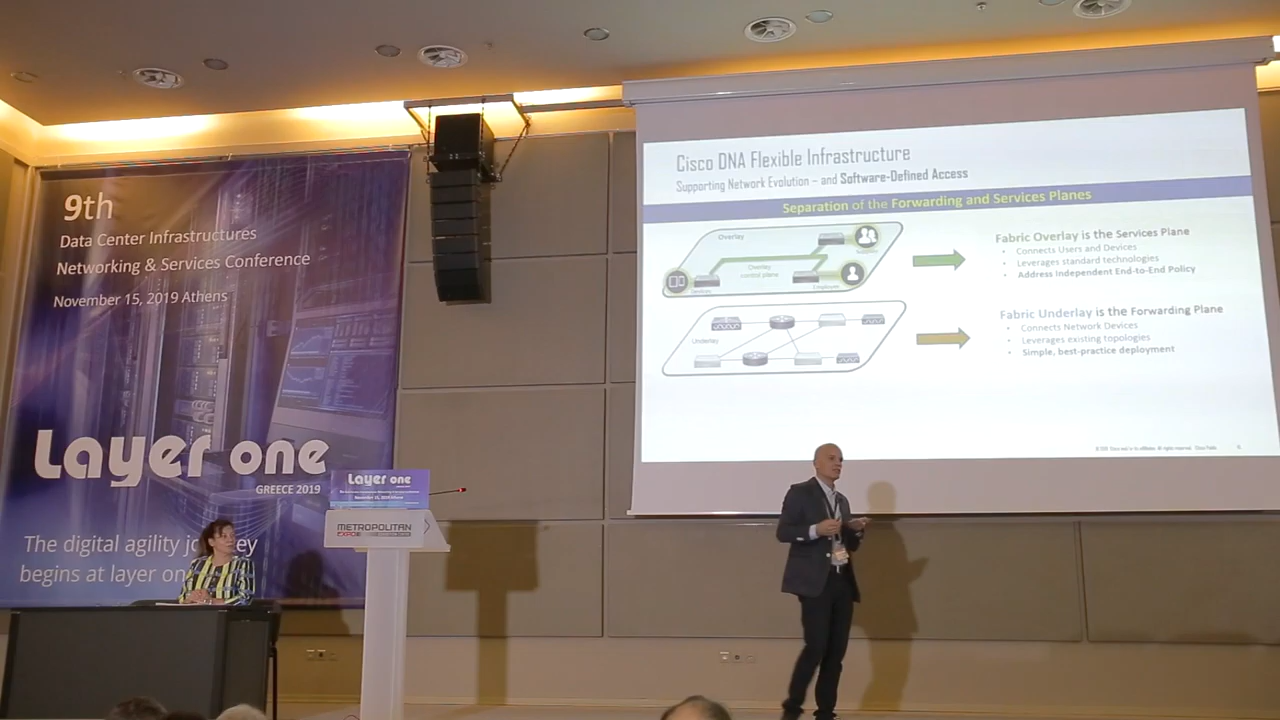 9th
Data Center Infrastructures
Networking & Services Conference
November 15, 2019 Athens
Layer one
GREECE 2019
The digital agility
begins at layer
Layer one
November 15, 2019 Athens
METROPOLITAN
EXPO
Cisco DNA Flexible Infrastructure
Supporting Network Evolution – and Software-Defined Access
Separation of the Forwarding and Services Planes
Overlay
Overlay
control plane
Underlay
Fabric Overlay is the Services Plane
• Connects Users and Devices
• Leverages standard technologies
• Address Independent End-to-End Policy
Fabric Underlay is the Forwarding Plane
• Connects Network Devices
• Leverages existing topologies
• Simple, best-practice deployment